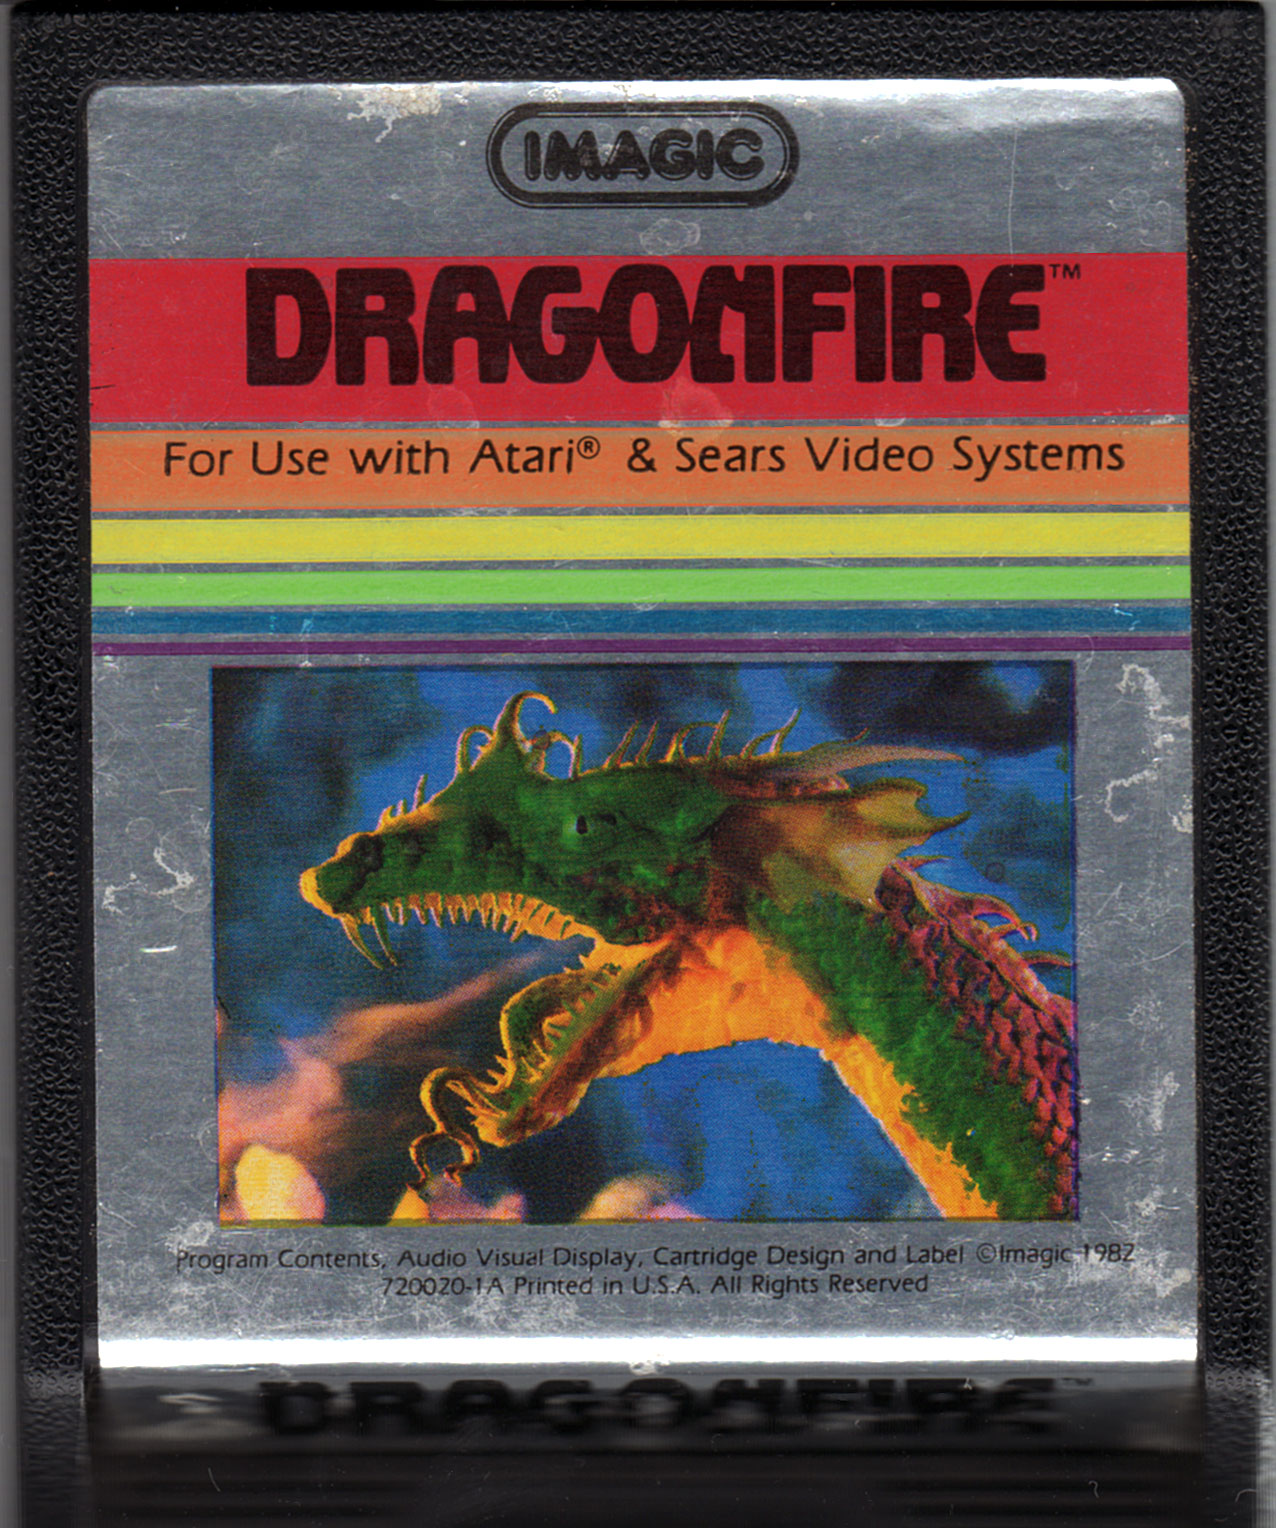 IMAGIC
DRAGONFIRE™
For Use with Atari® & Sears Video Systems
Program Contents, Audio Visual Display, Cartridge Design and Label ©Imagic 1982
720020-1A Printed in U.S.A. All Rights Reserved
DRAGONFIRE™